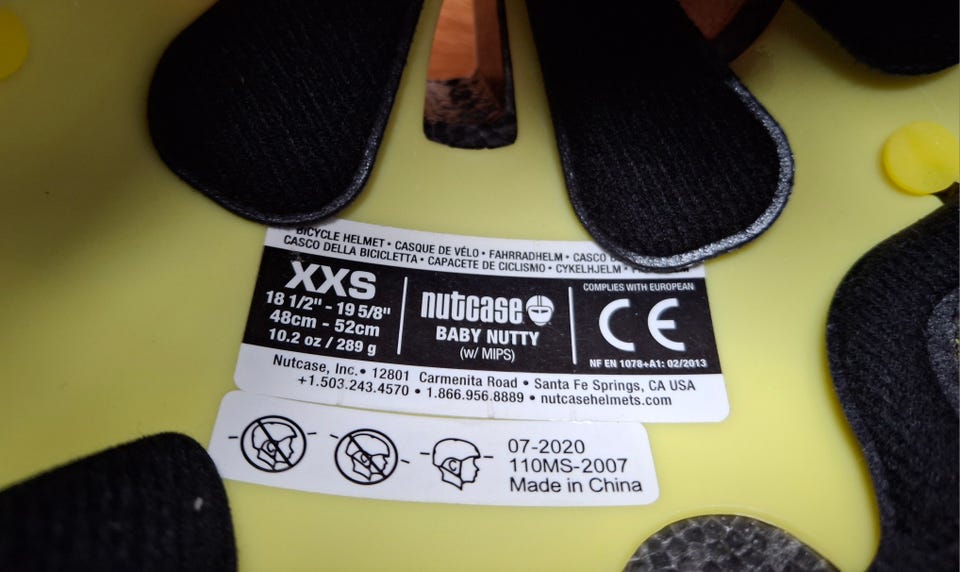 BICYCLE HELMET • CASQUE DE VÉLO • FAHRRADHELM • CASCO
CASCO DELLA BICICLETTA • CAPACETE DE CICLISMO • CYKELHJELM •
XXS
18 1/2" - 19 5/8"
48cm - 52cm
10.2 oz / 289 g
nutcase
BABY NUTTY
(w/ MIPS)
COMPLIES WITH EUROPEAN
CE
NF EN 1078+A1: 02/2013
Nutcase, Inc. • 12801 Carmenita Road • Santa Fe Springs, CA USA
+1.503.243.4570 • 1.866.956.8889 • nutcasehelmets.com
07-2020
110MS-2007
Made in China